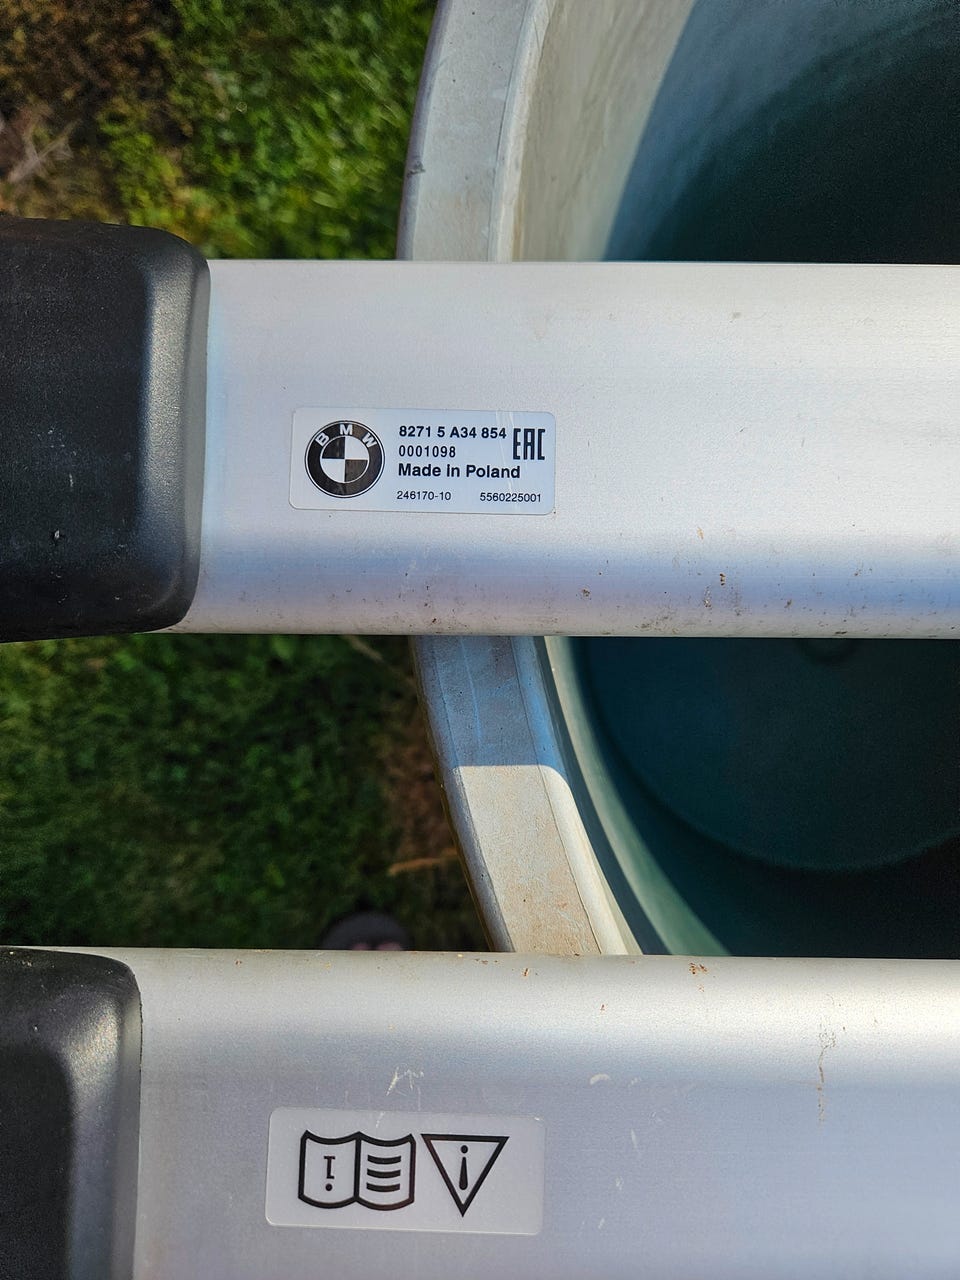 BMW
8271 5 A34 854
EAC
0001098
Made in Poland
246170-10 5560225001